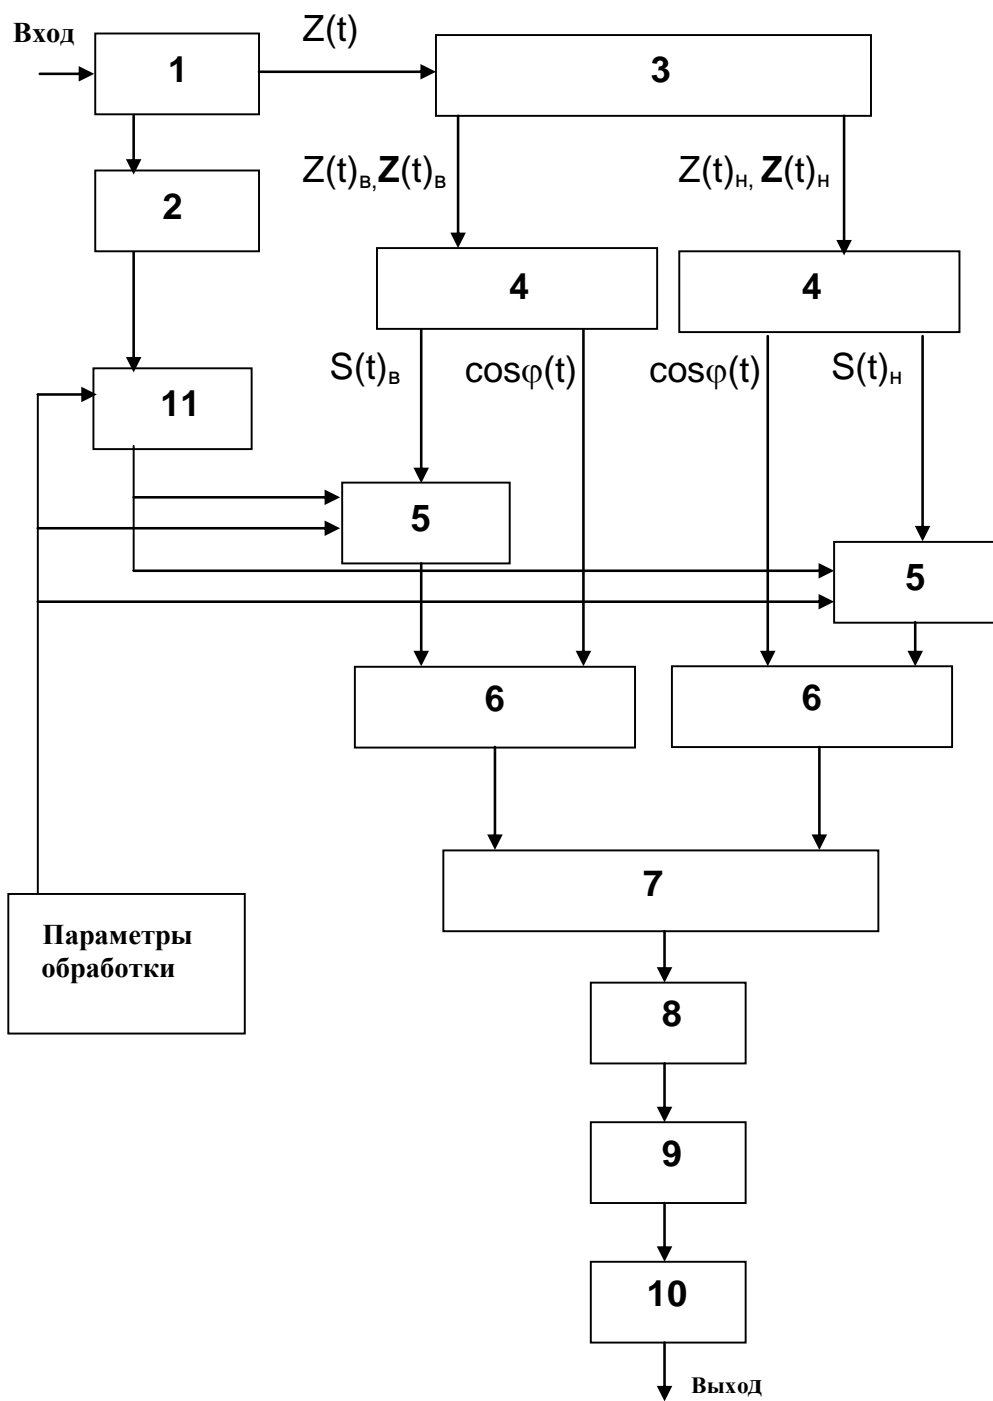 Вход
Z(t)
1
3
Z(t)в,Z(t)в
Z(t)н, Z(t)н
2
4
4
S(t)в
cosφ(t)
cosφ(t)
S(t)н
11
5
5
6
6
7
Параметры
обработки
8
9
10
Выход